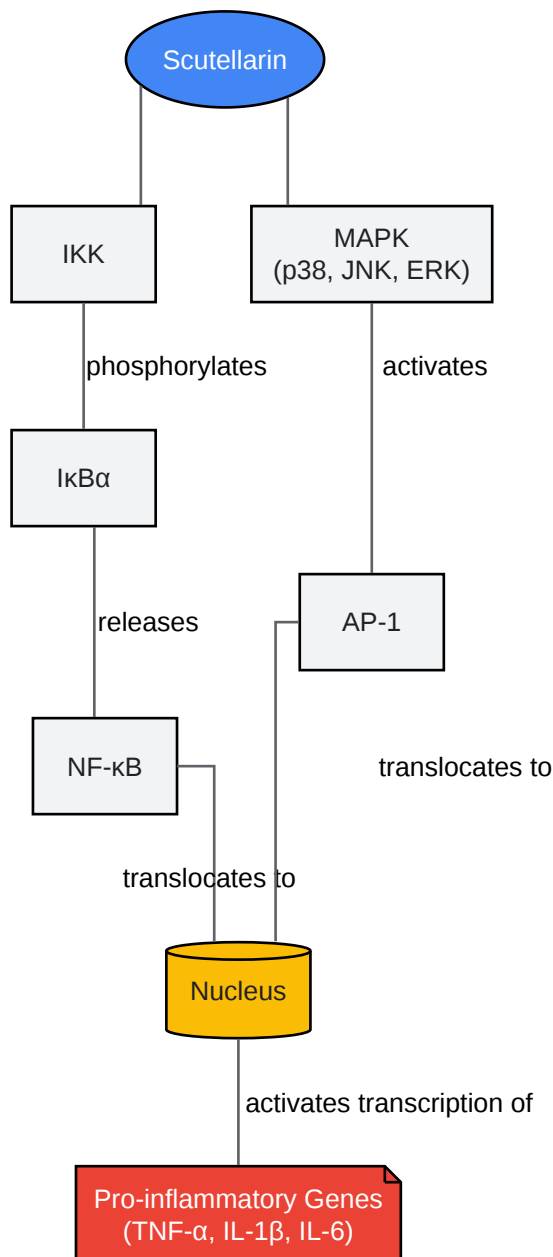 Scutellarin
IKK
MAPK
(p38, JNK, ERK)
phosphorylates
activates
IκBα
releases
AP-1
NF-κB
translocates to
translocates to
Nucleus
activates transcription of
Pro-inflammatory Genes
(TNF-α, IL-1β, IL-6)